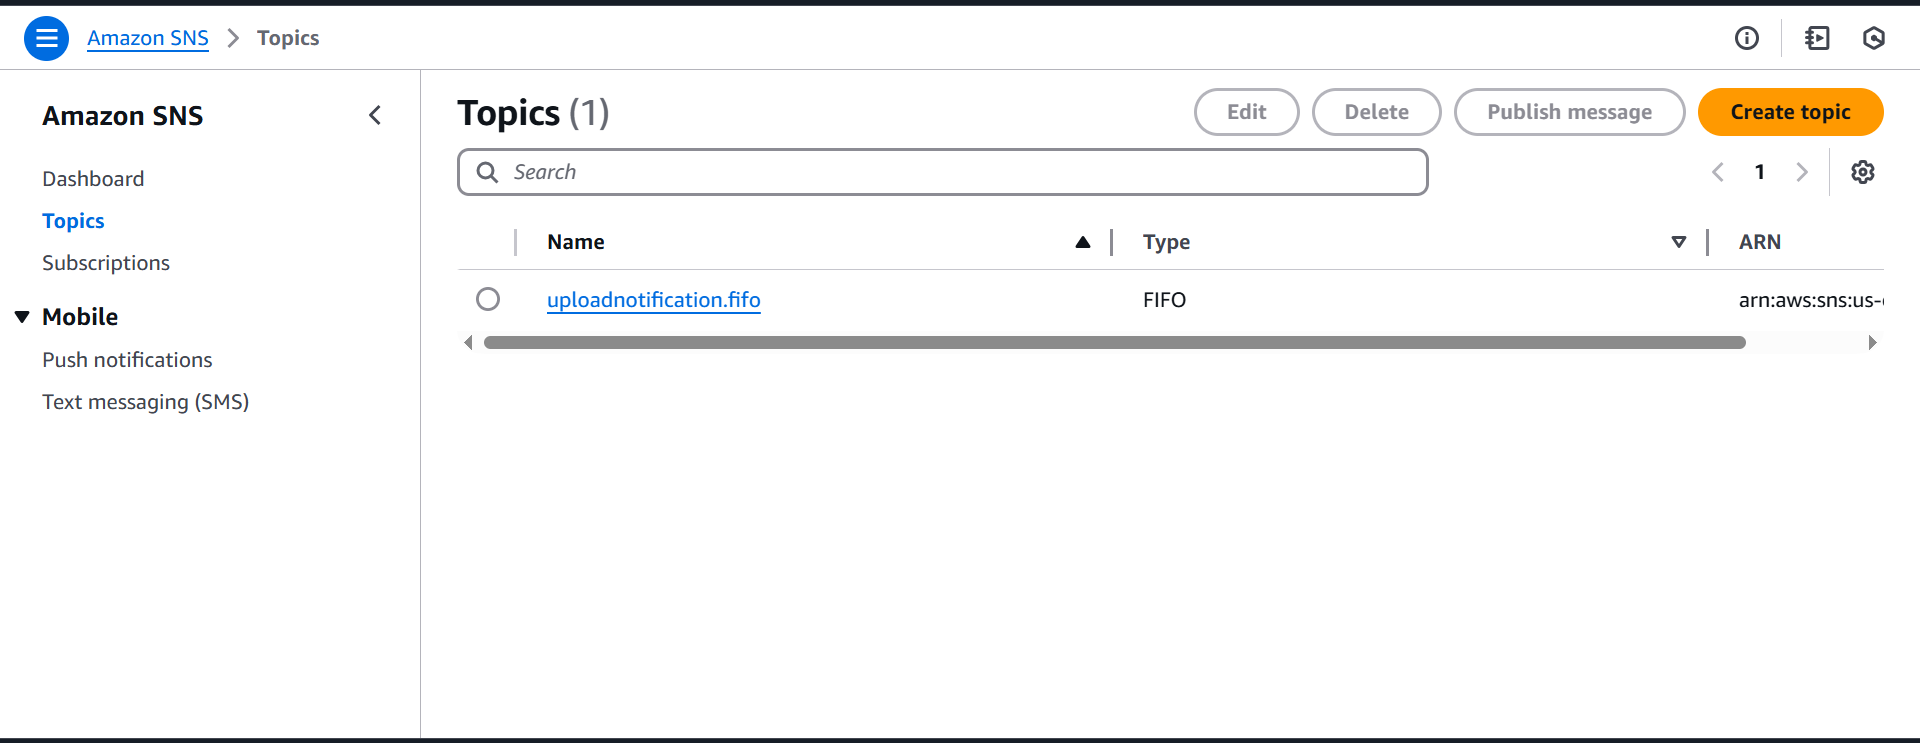 Amazon SNS > Topics
Amazon SNS
Dashboard
Topics
Subscriptions
Mobile
Push notifications
Text messaging (SMS)
Topics (1)
Edit Delete Publish message Create topic
Search
1
Name Type ARN
uploadnotification.fifo FIFO arn:aws:sns:us-